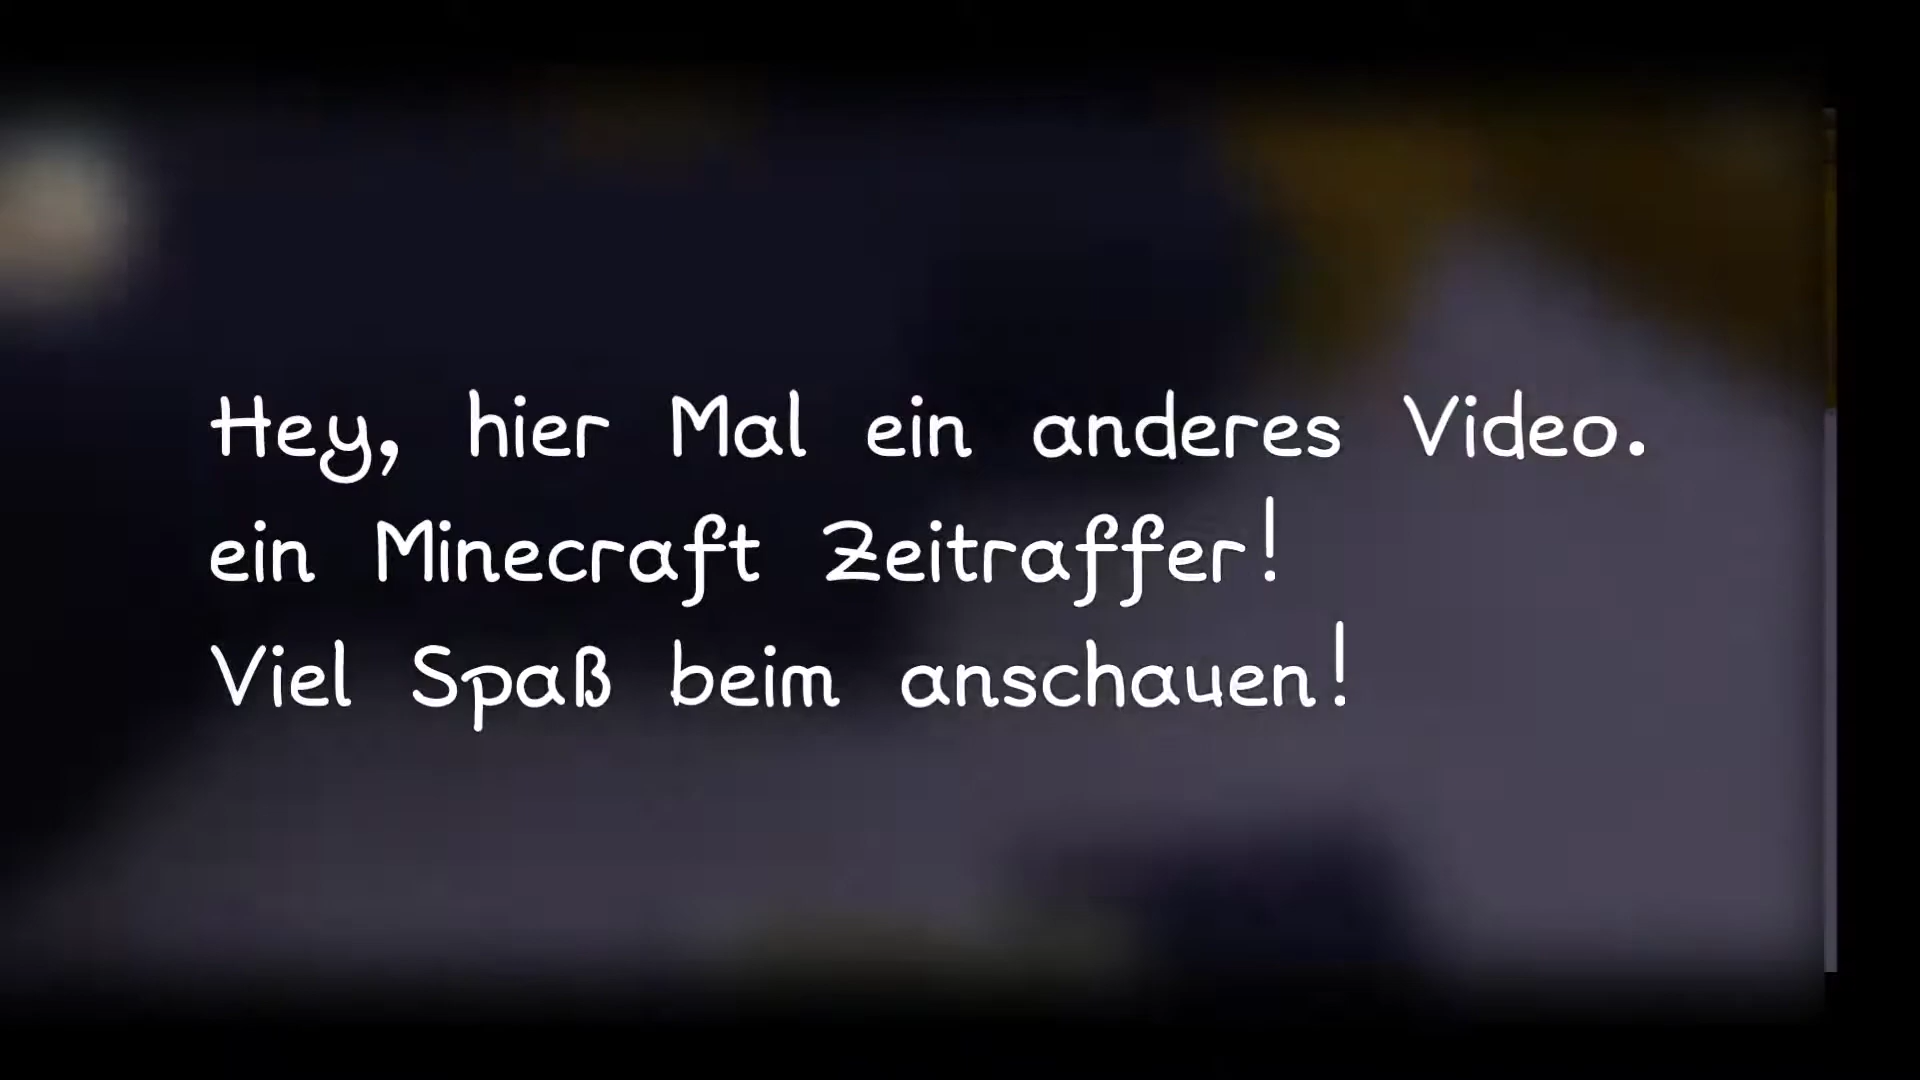 Hey, hier Mal ein anderes Video.
ein Minecraft Zeitraffer!
Viel Spaß beim anschauen!